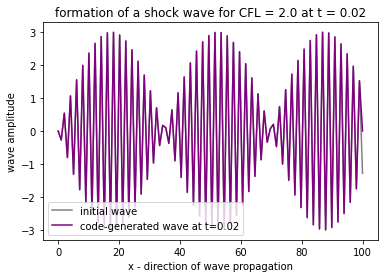 formation of a shock wave for CFL = 2.0 at t = 0.02
wave amplitude
3
2
1
0
-1
-2
-3
initial wave
code-generated wave at t=0.02
0 20 40 60 80 100
x - direction of wave propagation